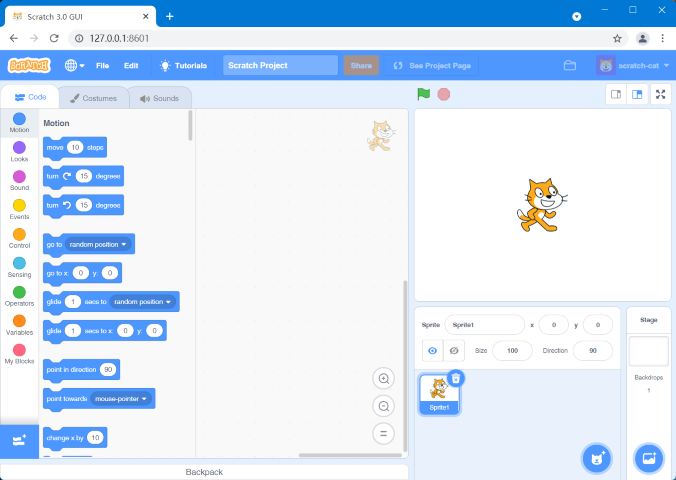 Scratch 3.0 GUI
127.0.0.1:8601
SCRATCH File Edit Tutorials Scratch Project Share See Project Page scratch-cat
Code Costumes Sounds
Motion
Looks
Sound
Events
Control
Sensing
Operators
Variables
My Blocks
Motion
move 10 steps
turn 15 degrees
turn 15 degrees
go to random position
go to x: 0 y: 0
glide 1 secs to random position
glide 1 secs to x: 0 y: 0
point in direction 90
point towards mouse-pointer
change x by 10
Backpack
Sprite Sprite1 x 0 y 0
Size 100 Direction 90
Sprite1
Stage
Backdrops
1